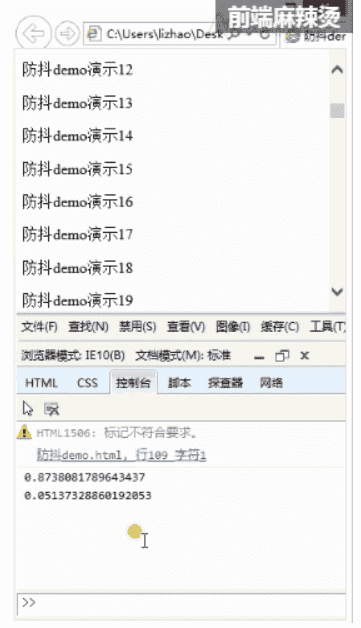 前端麻辣烫
C:\Users\lizhao\Desk
防抖der
防抖demo演示12
防抖demo演示13
防抖demo演示14
防抖demo演示15
防抖demo演示16
防抖demo演示17
防抖demo演示18
防抖demo演示19
文件(F) 查找(N) 禁用(S) 查看(V) 图像(I) 缓存(C) 工具(T)
浏览器模式: IE10(B) 文档模式(M): 标准
HTML CSS 控制台 脚本 探查器 网络
HTML1506: 标记不符合要求。
防抖demo.html, 行109 字符1
0.8738081789643437
0.05137328860192053
>>